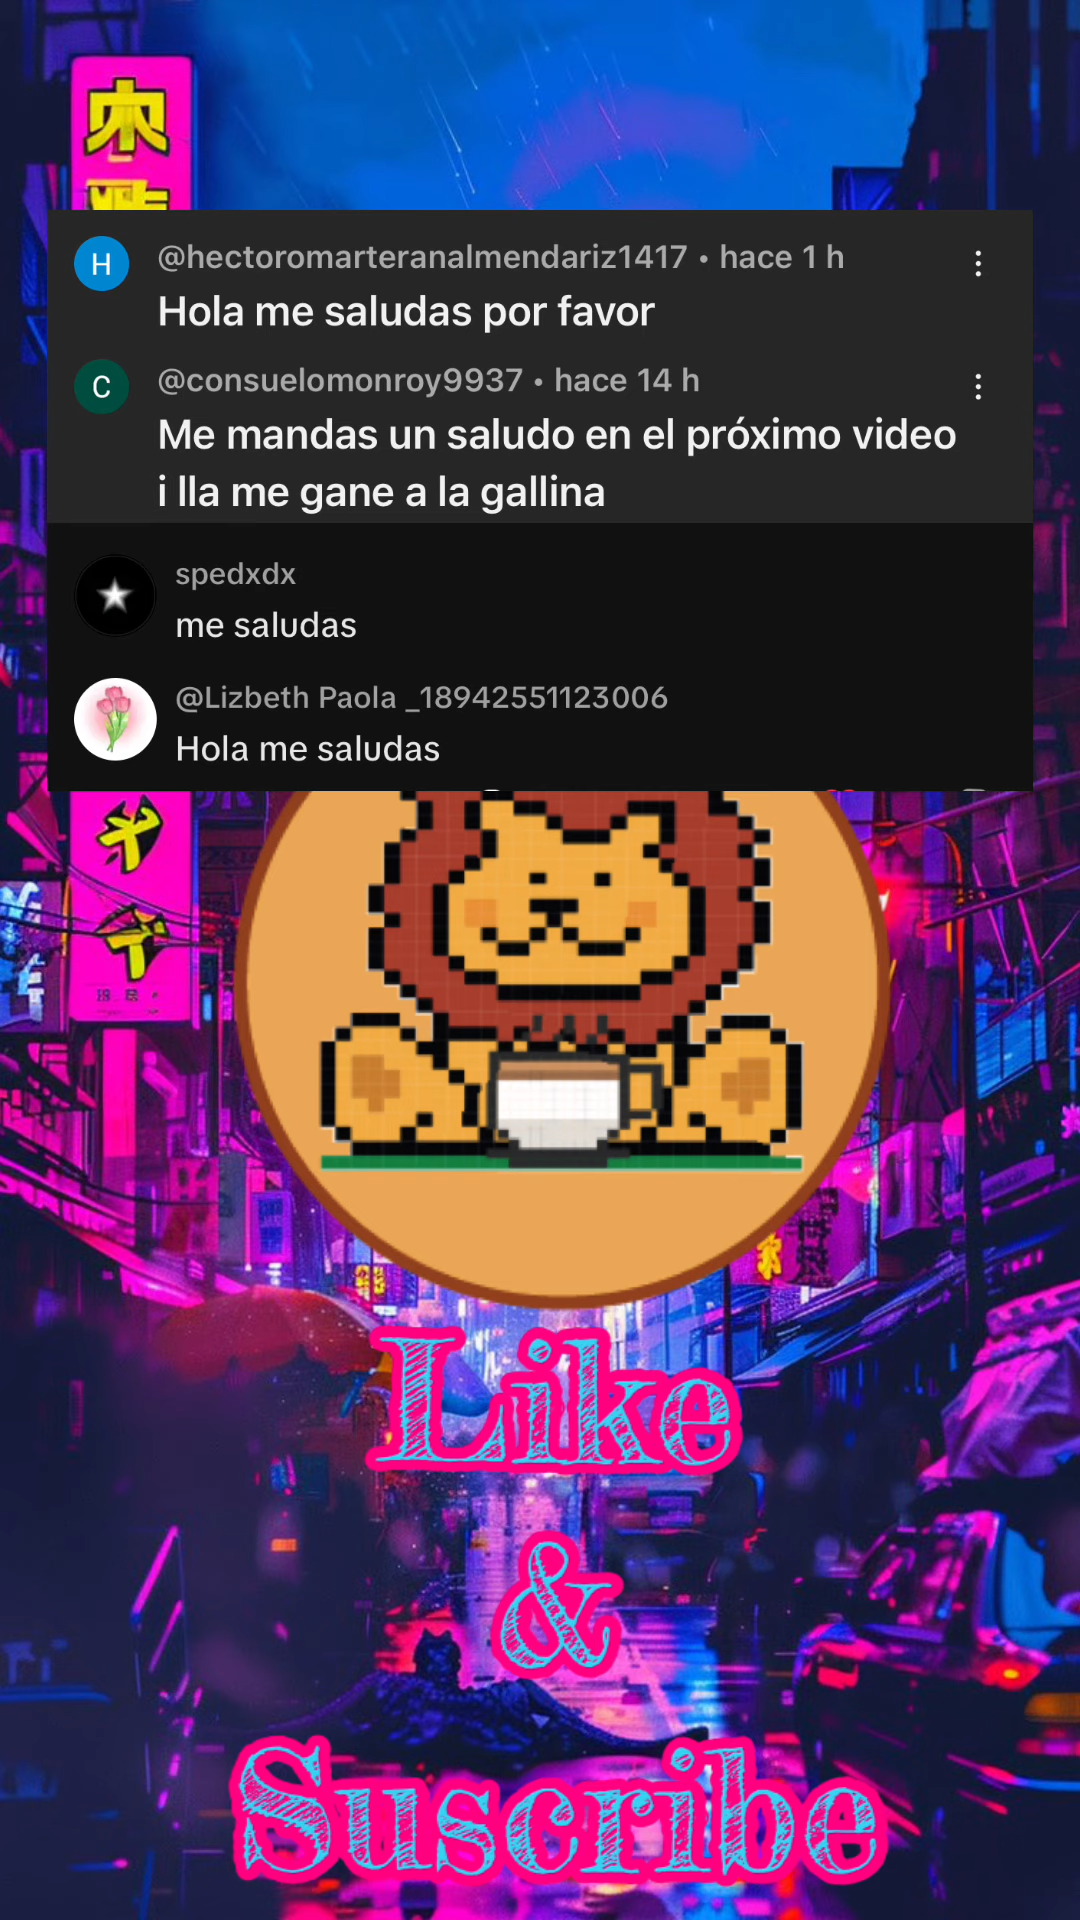 @hectoromarteranalmendariz1417 • hace 1 h
Hola me saludas por favor
@consuelomonroy9937 • hace 14 h
Me mandas un saludo en el próximo video
i lla me gane a la gallina
spedxdx
me saludas
@Lizbeth Paola _18942551123006
Hola me saludas
Like
&
Suscribe